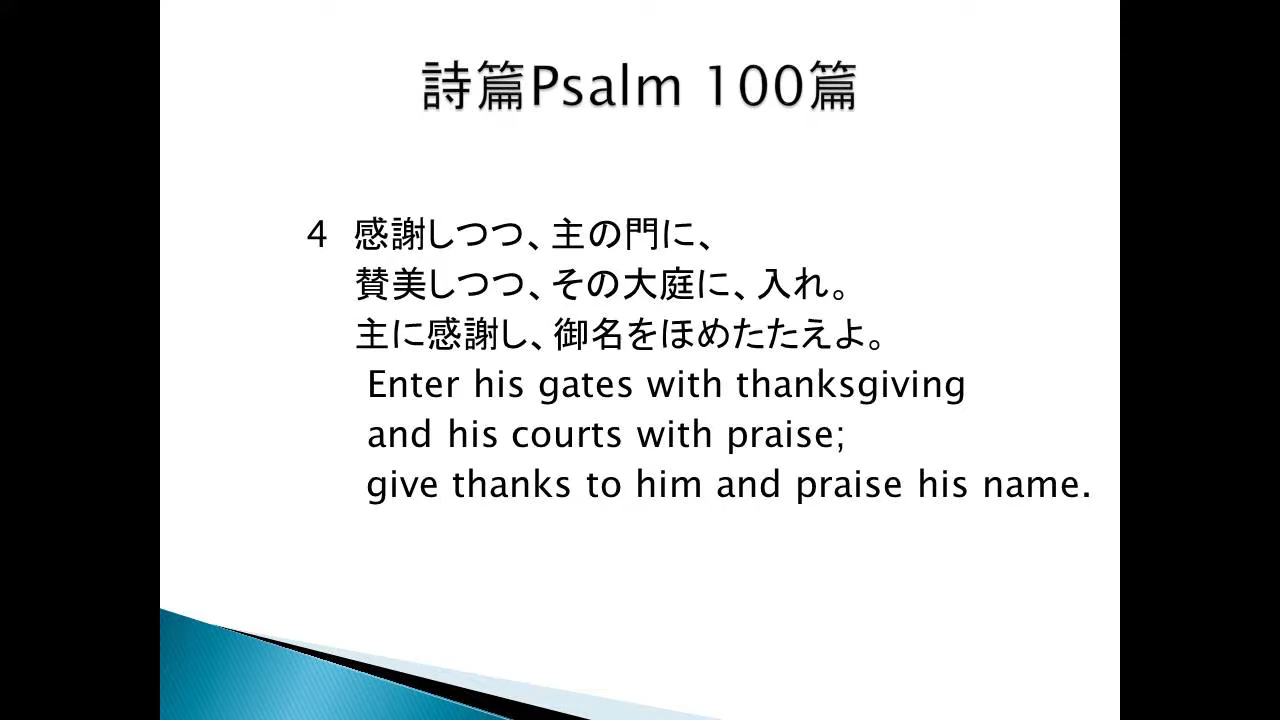 詩篇Psalm 100篇
4 感謝しつつ、主の門に、
賛美しつつ、その大庭に、入れ。
主に感謝し、御名をほめたたえよ。
Enter his gates with thanksgiving
and his courts with praise;
give thanks to him and praise his name.